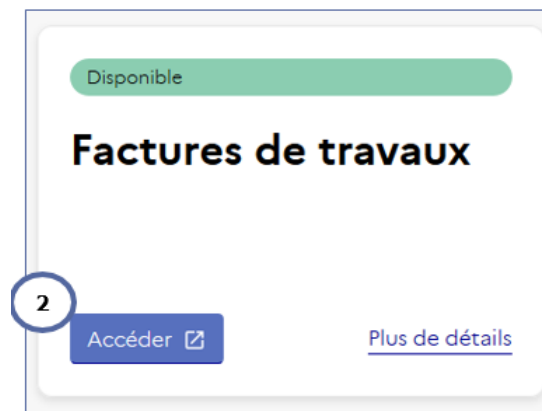 Disponible
Factures de travaux
2
Accéder
Plus de détails